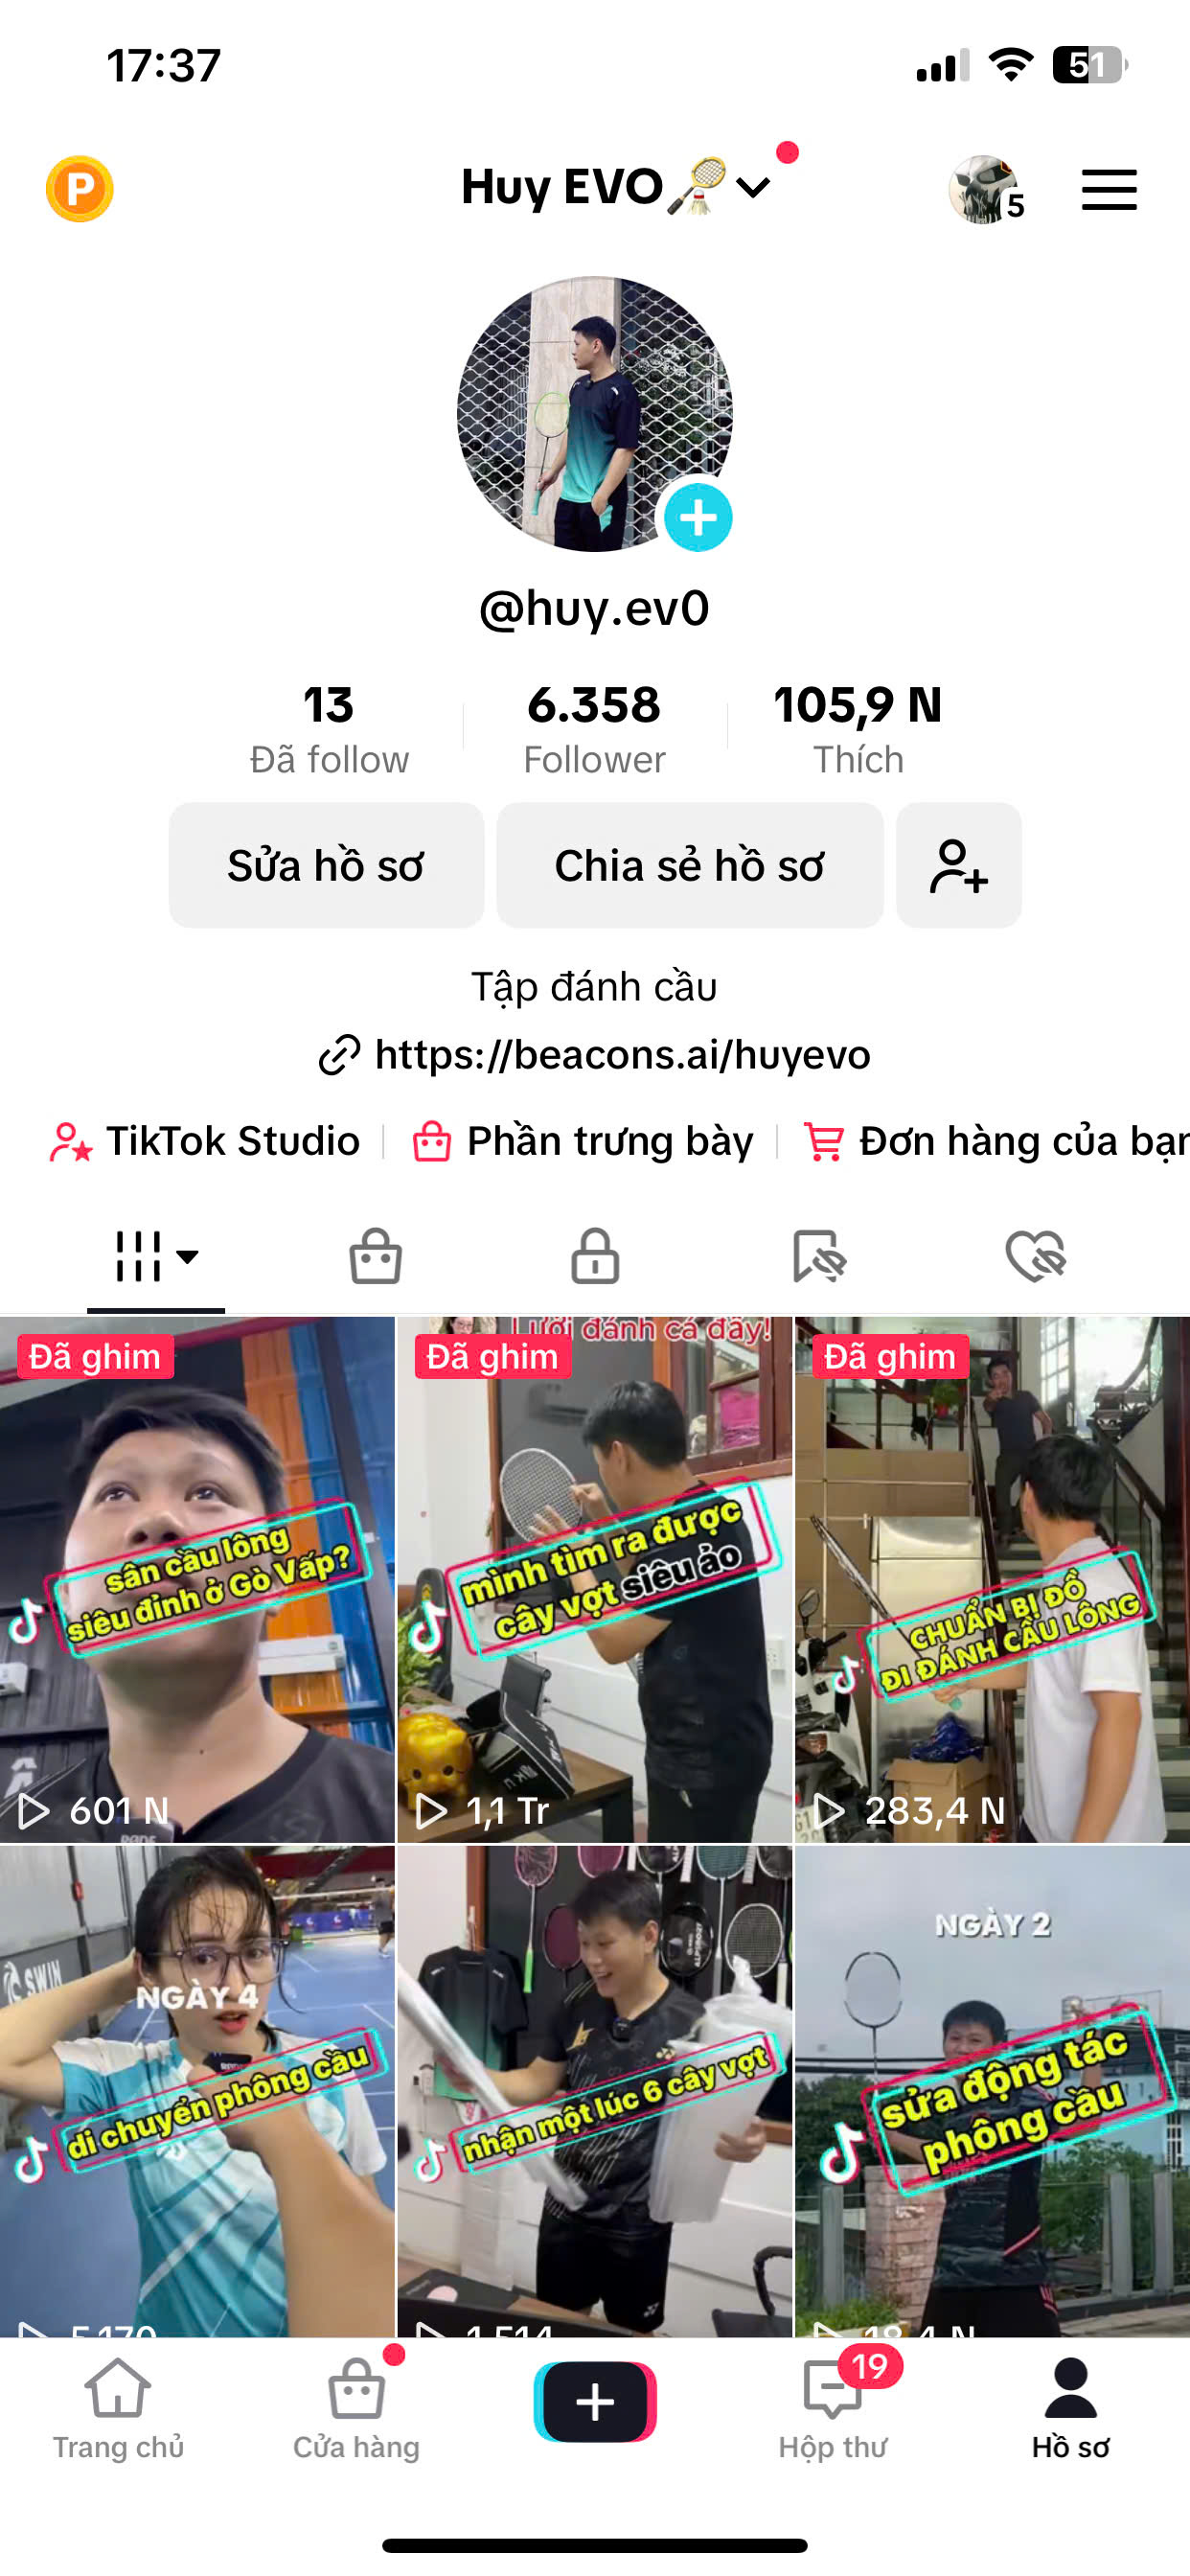 17:37
51
P
Huy EVO
5
@huy.ev0
13
6.358
105,9 N
Đã follow
Follower
Thích
Sửa hồ sơ
Chia sẻ hồ sơ
Tập đánh cầu
https://beacons.ai/huyevo
TikTok Studio
Phần trưng bày
Đơn hàng của bạn
Đã ghim
sân cầu lông
siêu đỉnh ở Gò Vấp?
601 N
Lười đánh cá đấy!
Đã ghim
mình tìm ra được
cây vợt siêu ảo
1,1 Tr
Đã ghim
CHUẨN BỊ ĐỒ
ĐI ĐÁNH CẦU LÔNG
283,4 N
SWIN
NGÀY 4
di chuyển phông cầu
5.170
nhận một lúc 6 cây vợt
1.514
NGÀY 2
sửa động tác
phông cầu
18,4 N
Trang chủ
Cửa hàng
19
Hộp thư
Hồ sơ